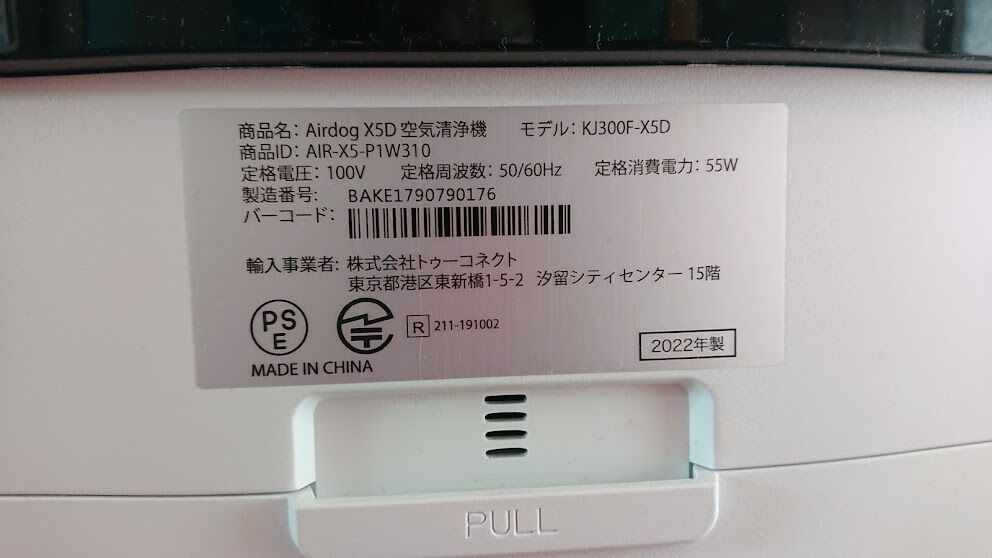 商品名: Airdog X5D 空気清浄機 モデル: KJ300F-X5D
商品ID: AIR-X5-P1W310
定格電圧: 100V 定格周波数: 50/60Hz 定格消費電力: 55W
製造番号: BAKE1790790176
バーコード:
輸入事業者: 株式会社トゥーコネクト
東京都港区東新橋1-5-2 汐留シティセンター 15階
PSE
R 211-191002
2022年製
MADE IN CHINA
PULL